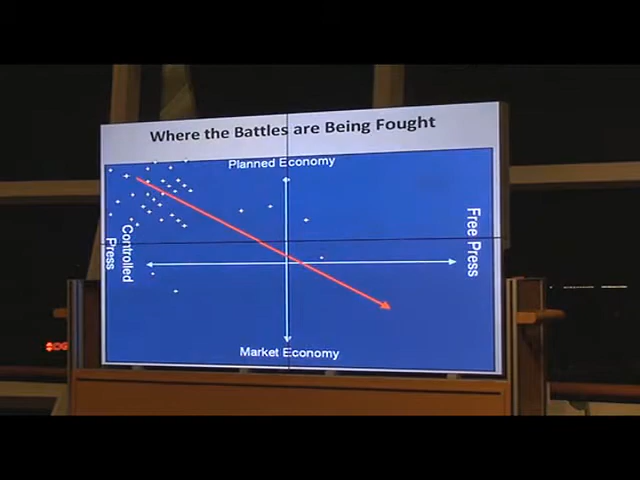 Where the Battles are Being Fought
Planned Economy
Controlled
Press
Free Press
Market Economy